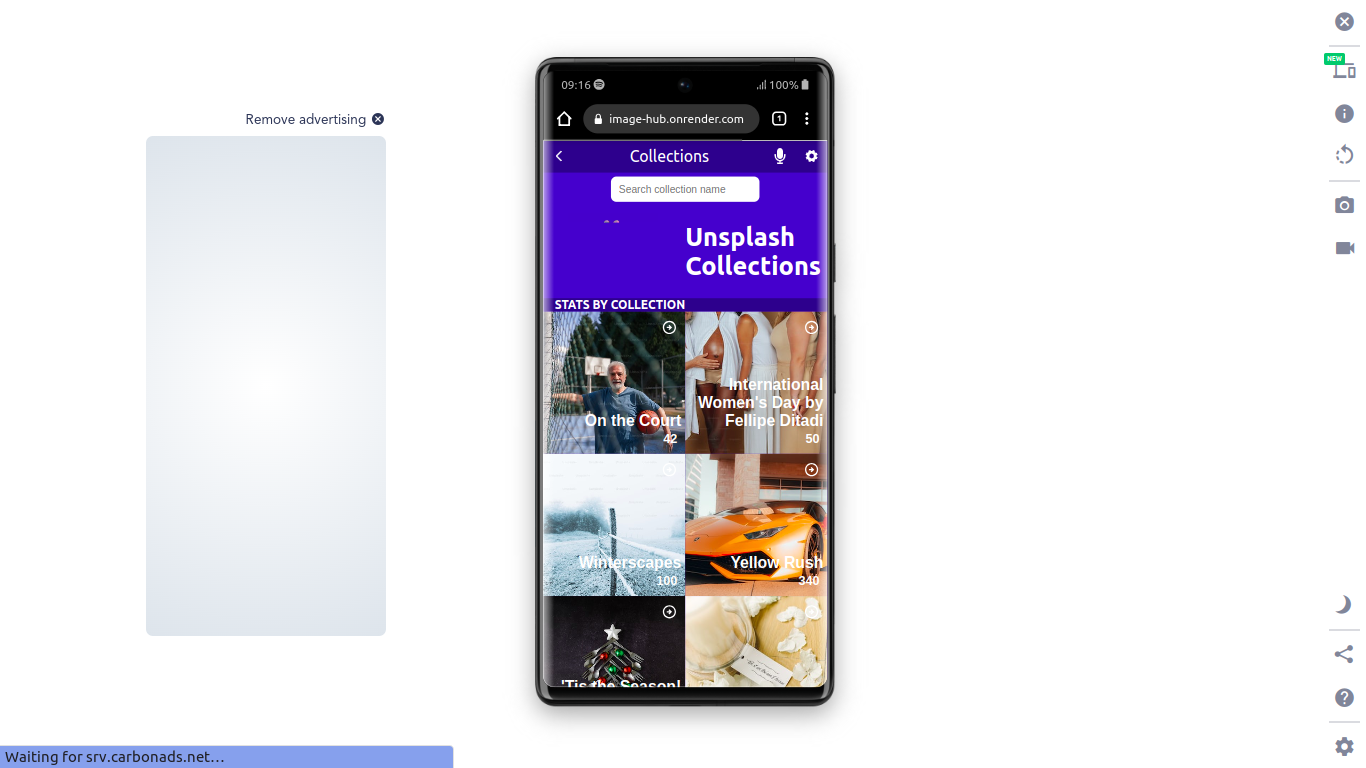 NEW
Remove advertising
09:16
100%
image-hub.onrender.com
1
Collections
Search collection name
Unsplash
Collections
STATS BY COLLECTION
On the Court
42
International
Women's Day by
Fellipe Ditadi
50
Winterscapes
100
Yellow Rush
340
'Tis the Season!
Waiting for srv.carbonads.net…